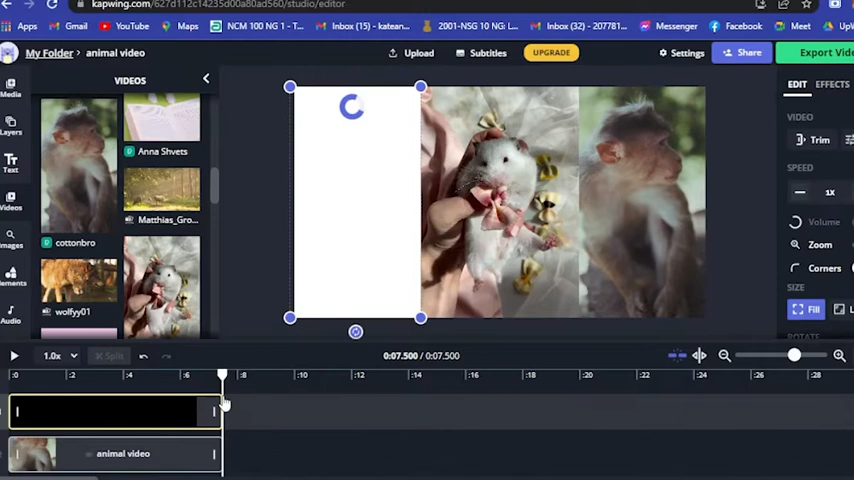 kapwing.com/627d112c14235d00a80ad560/studio/editor
Apps Gmail YouTube Maps NCM 100 NG 1 - T... Inbox (15) - katean... 2001-NSG 10 NG: L... Inbox (32) - 207781... Messenger Facebook Meet UpW
My Folder > animal video Upload Subtitles UPGRADE Settings Share Export Vide
VIDEOS
EDIT EFFECTS
Media
Layers
Text
Videos
Images
Elements
Audio
Anna Shvets
Matthias_Gro...
cottonbro
wolfyy01
VIDEO
Trim
SPEED
1X
Volume
Zoom
Corners
SIZE
Fill
ROTATE
1.0x Split 0:07.500 / 0:07.500
:0 :2 :4 :6 :8 :10 :12 :14 :16 :18 :20 :22 :24 :26 :28
animal video